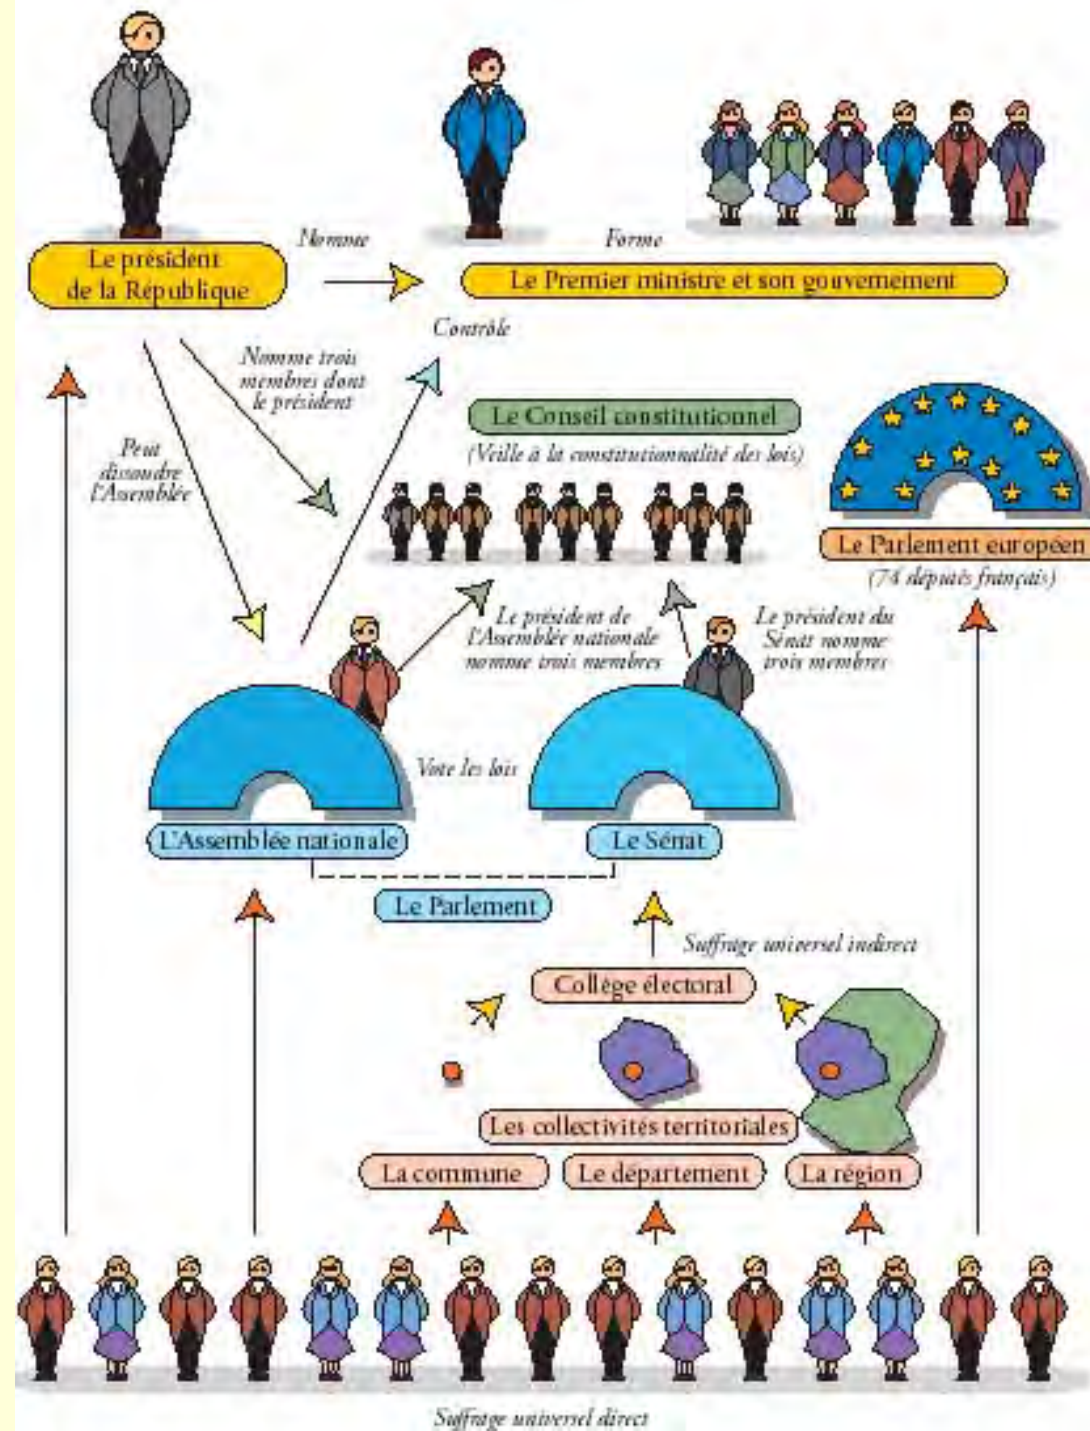 Nomme
Forme
Le président
de la République
Le Premier ministre et son gouvernement
Contrôle
Nomme trois
membres dont
le président
Peut
dissoudre
l'Assemblée
Le Conseil constitutionnel
(Veille à la constitutionnalité des lois)
Le Parlement européen
(74 députés français)
Le président de
l'Assemblée nationale
nomme trois membres
Le président du
Sénat nomme
trois membres
Vote les lois
L'Assemblée nationale
Le Sénat
Le Parlement
Suffrage universel indirect
Collège électoral
Les collectivités territoriales
La commune
Le département
La région
Suffrage universel direct